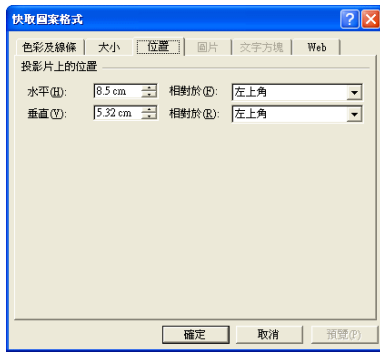 快取圖案格式
色彩及線條 大小 位置 圖片 文字方塊 Web
投影片上的位置
水平(H): 8.5 cm 相對於(F): 左上角
垂直(V): 5.32 cm 相對於(R): 左上角
確定 取消 預覽(P)